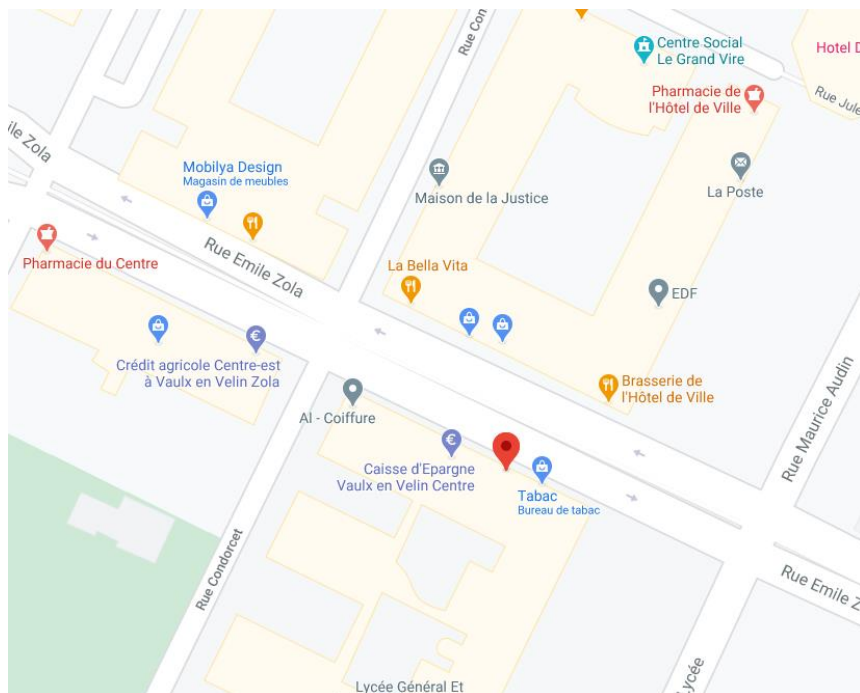 Rue Con
Centre Social
Le Grand Vire
Hotel D
Pharmacie de
l'Hôtel de Ville
Rue Jule
ile Zola
Mobilya Design
Magasin de meubles
Maison de la Justice
La Poste
Rue Emile Zola
Pharmacie du Centre
La Bella Vita
EDF
Crédit agricole Centre-est
à Vaulx en Velin Zola
Brasserie de
l'Hôtel de Ville
Rue Maurice Audin
Al - Coiffure
Caisse d'Epargne
Vaulx en Velin Centre
Tabac
Bureau de tabac
Rue Condorcet
Rue Emile Z
Lycée
Lycée Général Et